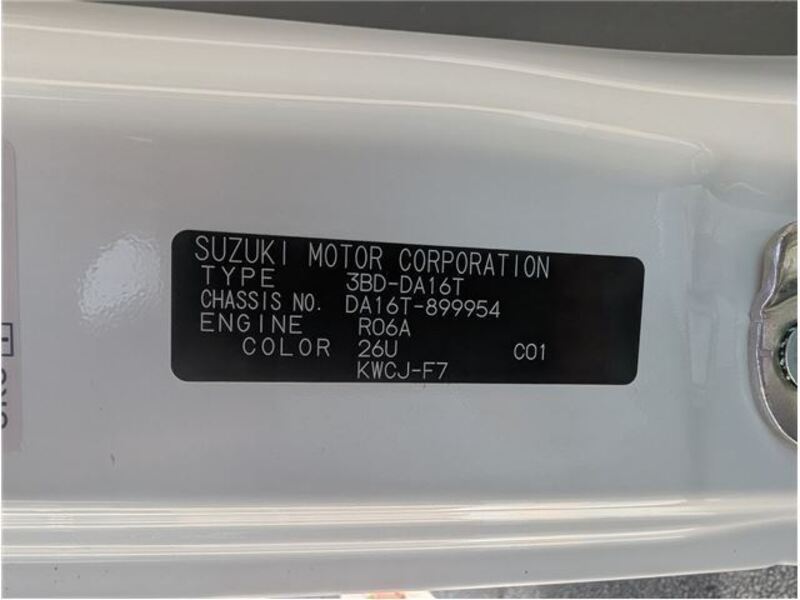 SUZUKI MOTOR CORPORATION
TYPE 3BD-DA16T
CHASSIS NO. DA16T-899954
ENGINE R06A
COLOR 26U C01
KWCJ-F7